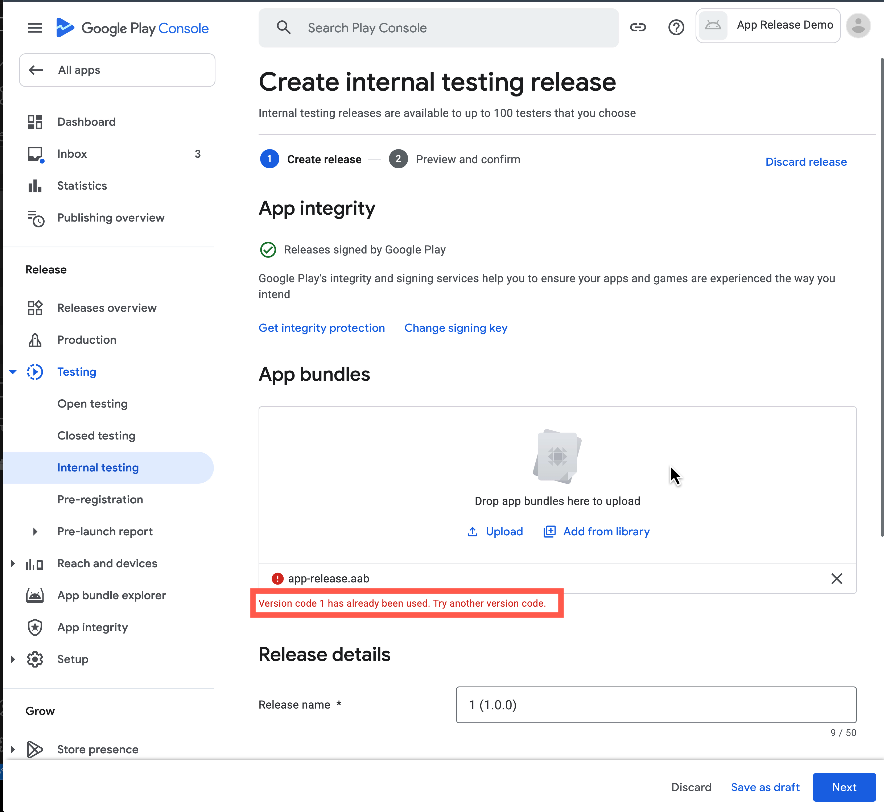 Google Play Console
Search Play Console
App Release Demo
All apps
Dashboard
Inbox 3
Statistics
Publishing overview
Release
Releases overview
Production
Testing
Open testing
Closed testing
Internal testing
Pre-registration
Pre-launch report
Reach and devices
App bundle explorer
App integrity
Setup
Grow
Store presence
Create internal testing release
Internal testing releases are available to up to 100 testers that you choose
1 Create release 2 Preview and confirm
Discard release
App integrity
Releases signed by Google Play
Google Play's integrity and signing services help you to ensure your apps and games are experienced the way you
intend
Get integrity protection Change signing key
App bundles
Drop app bundles here to upload
Upload Add from library
app-release.aab
Version code 1 has already been used. Try another version code.
Release details
Release name * 1 (1.0.0)
9 / 50
Discard Save as draft Next